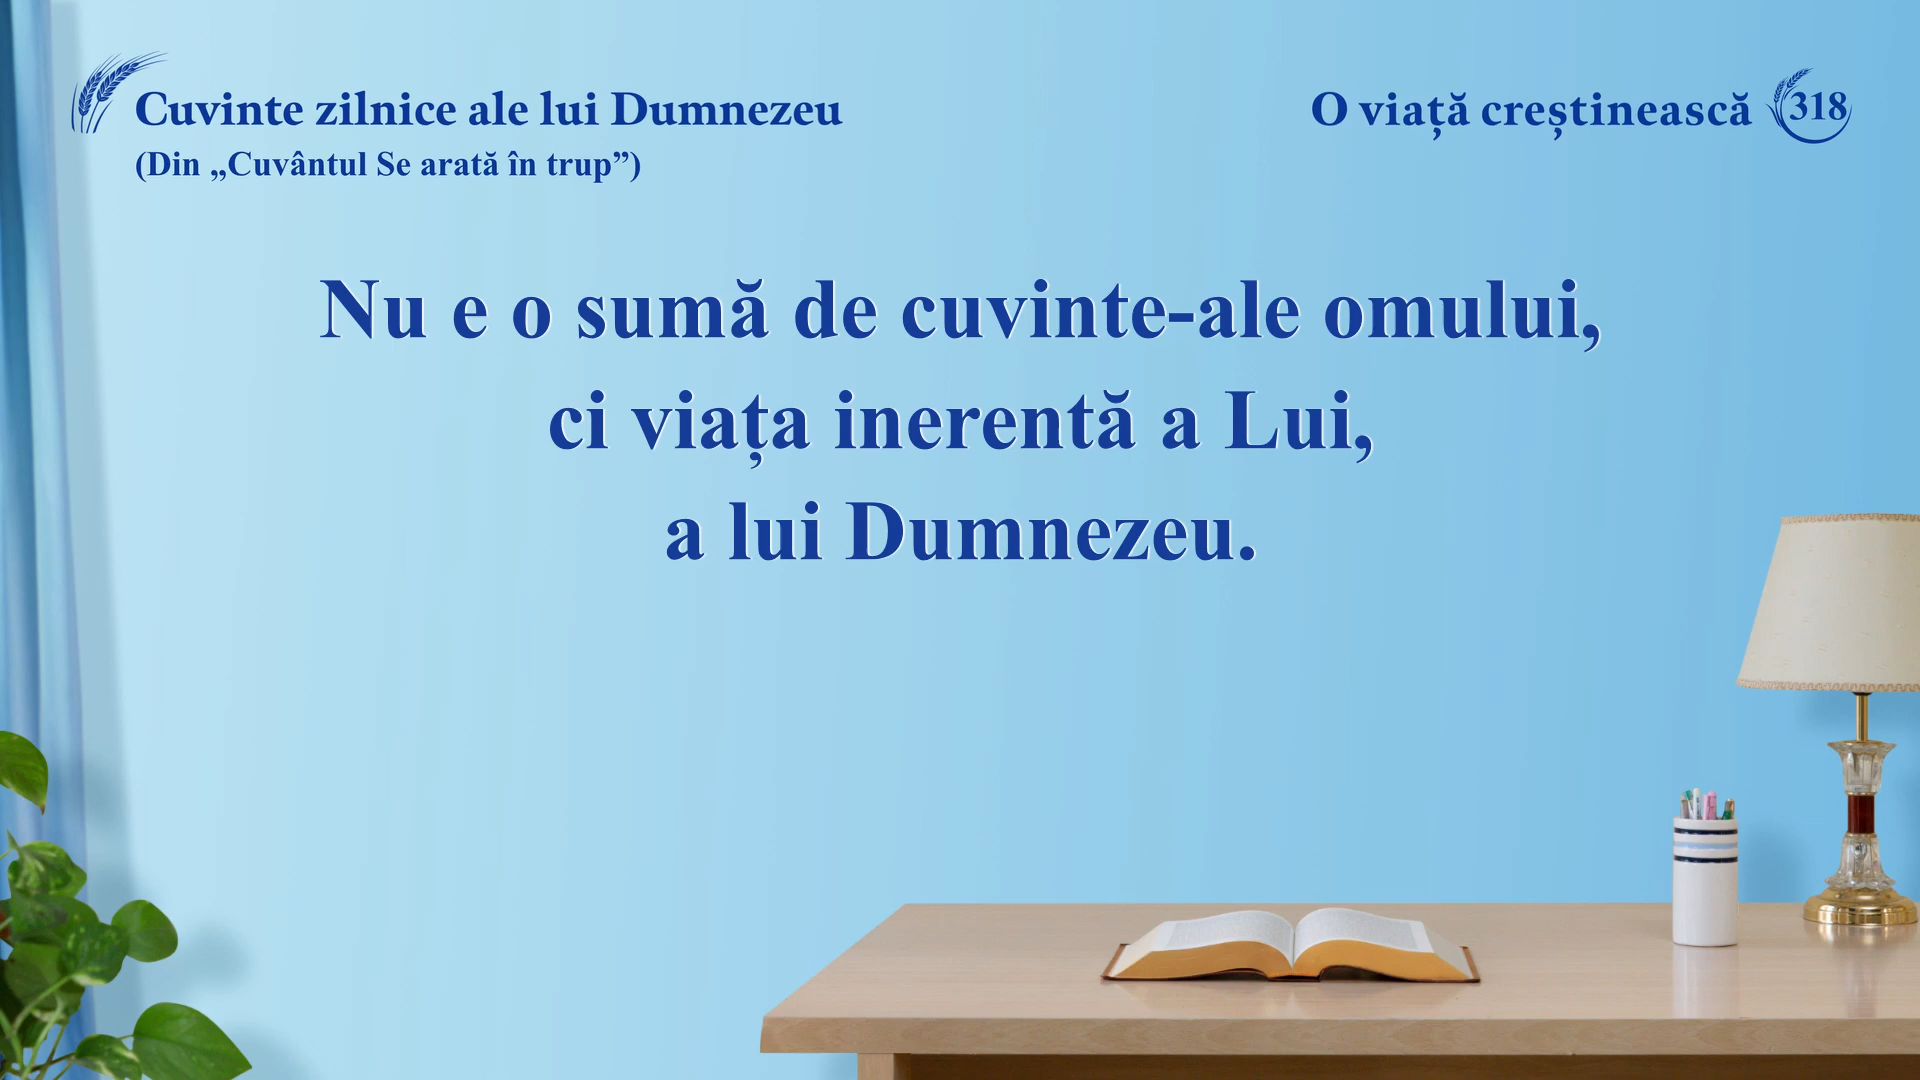 Cuvinte zilnice ale lui Dumnezeu
(Din „Cuvântul Se arată în trup”)
O viață creștinească 318
Nu e o sumă de cuvinte-ale omului,
ci viața inerentă a Lui,
a lui Dumnezeu.